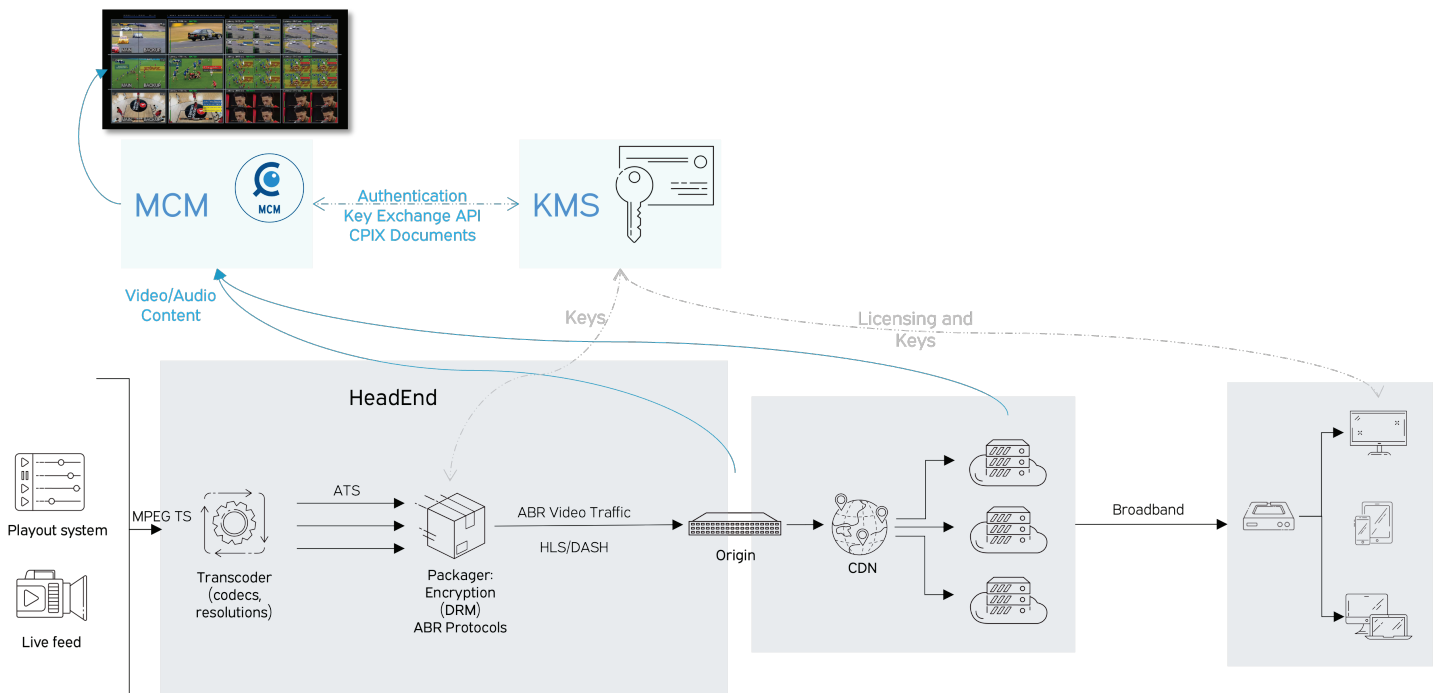 MCM
MCM
Authentication
Key Exchange API
CPIX Documents
KMS
Video/Audio
Content
Keys
Licensing and
Keys
HeadEnd
Playout system
Live feed
MPEG TS
Transcoder
(codecs,
resolutions)
ATS
Packager:
Encryption
(DRM)
ABR Protocols
ABR Video Traffic
HLS/DASH
Origin
CDN
Broadband